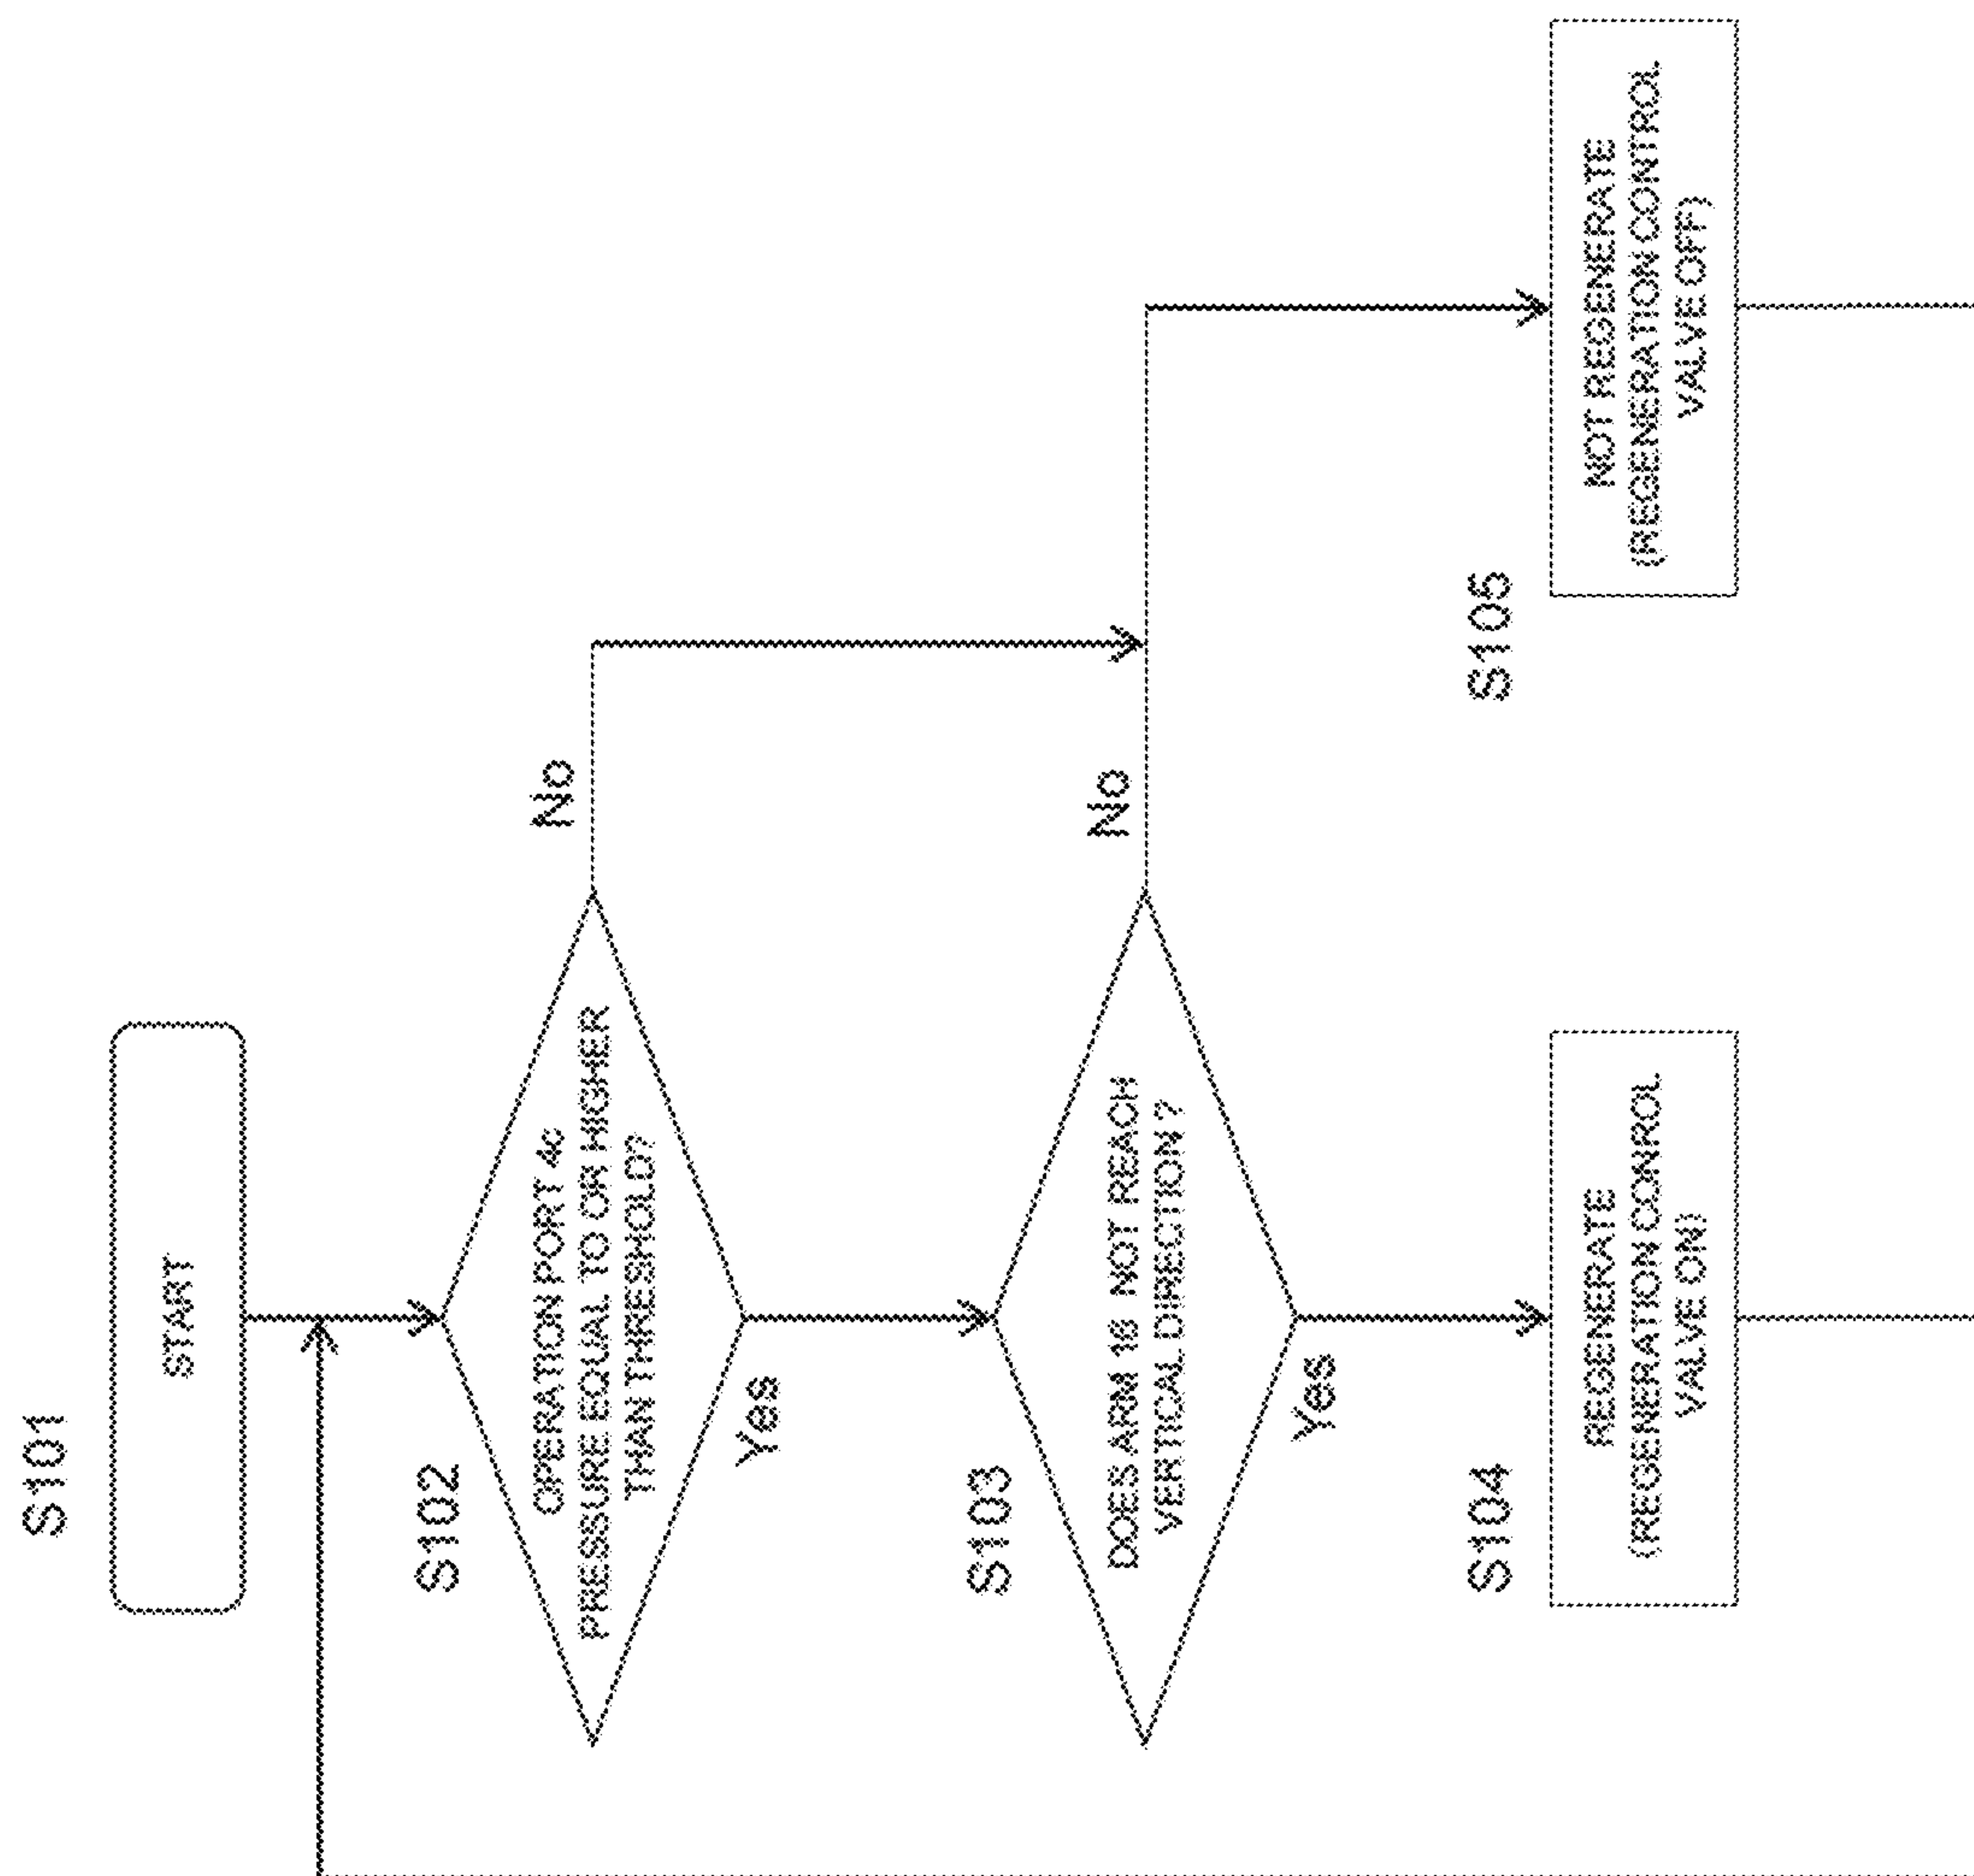 S101
START
S102
OPERATION PORT 4c
PRESSURE EQUAL TO OR HIGHER
THAN THRESHOLD?
No
Yes
S103
DOES ARM 16 NOT REACH
VERTICAL DIRECTION ?
No
Yes
S104
REGENERATE
(REGENERATION CONROL
VALVE ON)
S105
NOT REGENERATE
(REGENERATION CONTROL
VALVE OFF)